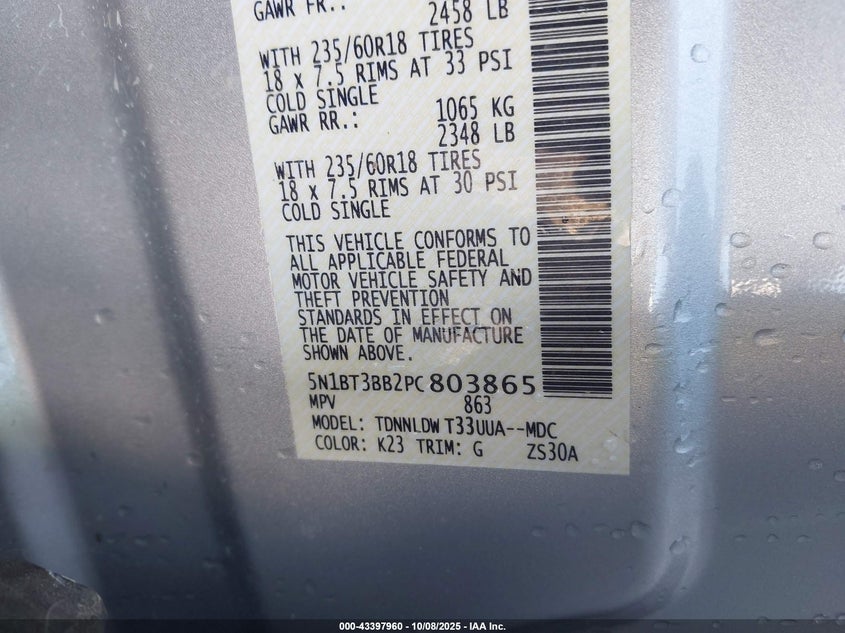 GAWR FR.:
2458 LB
WITH 235/60R18 TIRES
18 x 7.5 RIMS AT 33 PSI
COLD SINGLE
GAWR RR.: 1065 KG
2348 LB
WITH 235/60R18 TIRES
18 x 7.5 RIMS AT 30 PSI
COLD SINGLE
THIS VEHICLE CONFORMS TO
ALL APPLICABLE FEDERAL
MOTOR VEHICLE SAFETY AND
THEFT PREVENTION
STANDARDS IN EFFECT ON
THE DATE OF MANUFACTURE
SHOWN ABOVE.
5N1BT3BB2PC803865
MPV 863
MODEL: TDNNLDW T33UUA--MDC
COLOR: K23 TRIM: G ZS30A
000-43397960 - 10/08/2025 - IAA Inc.